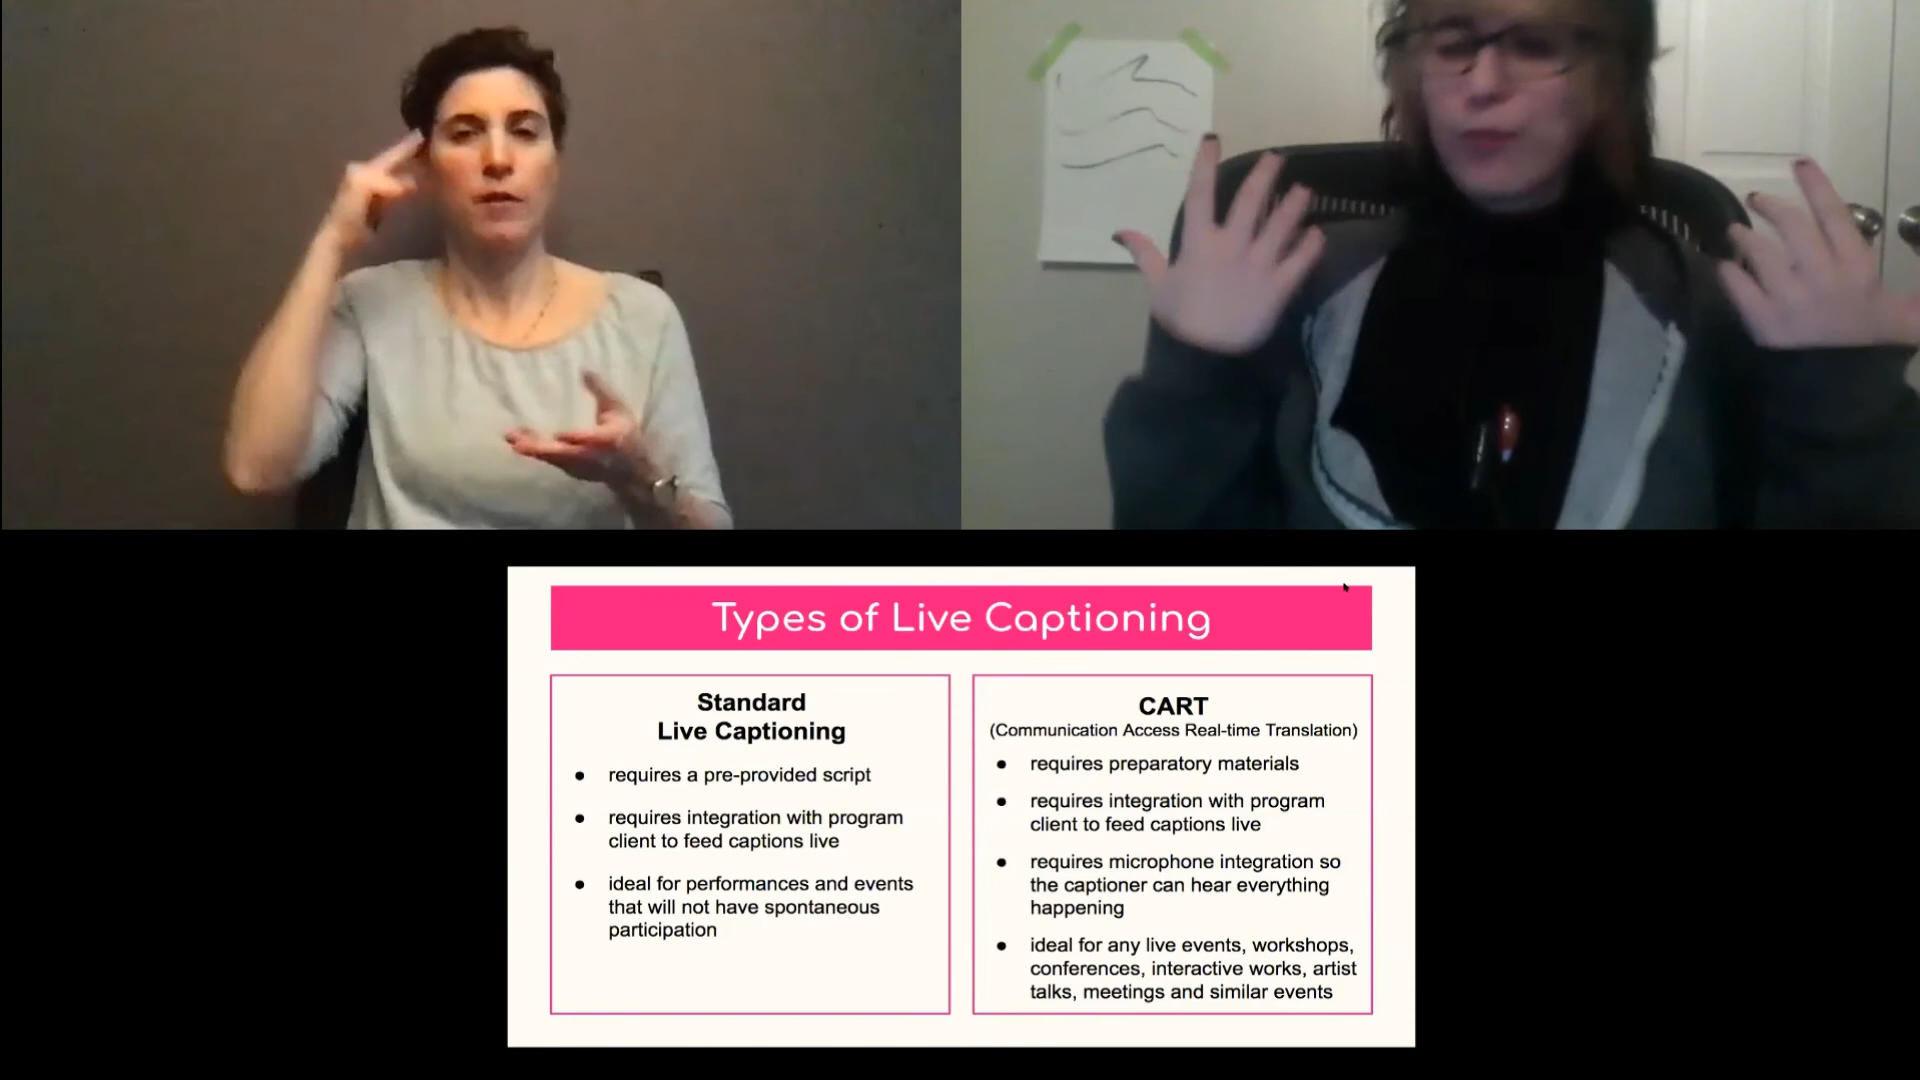 Types of Live Captioning
Standard
Live Captioning
● requires a pre-provided script
● requires integration with program
client to feed captions live
● ideal for performances and events
that will not have spontaneous
participation
CART
(Communication Access Real-time Translation)
● requires preparatory materials
● requires integration with program
client to feed captions live
● requires microphone integration so
the captioner can hear everything
happening
● ideal for any live events, workshops,
conferences, interactive works, artist
talks, meetings and similar events